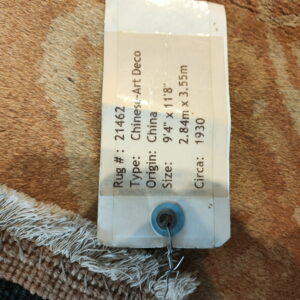 Rug # : 21462
Type: Chinese-Art Deco
Origin: China
Size: 9'4" x 11'8"
2.84m x 3.55m
Circa: 1930